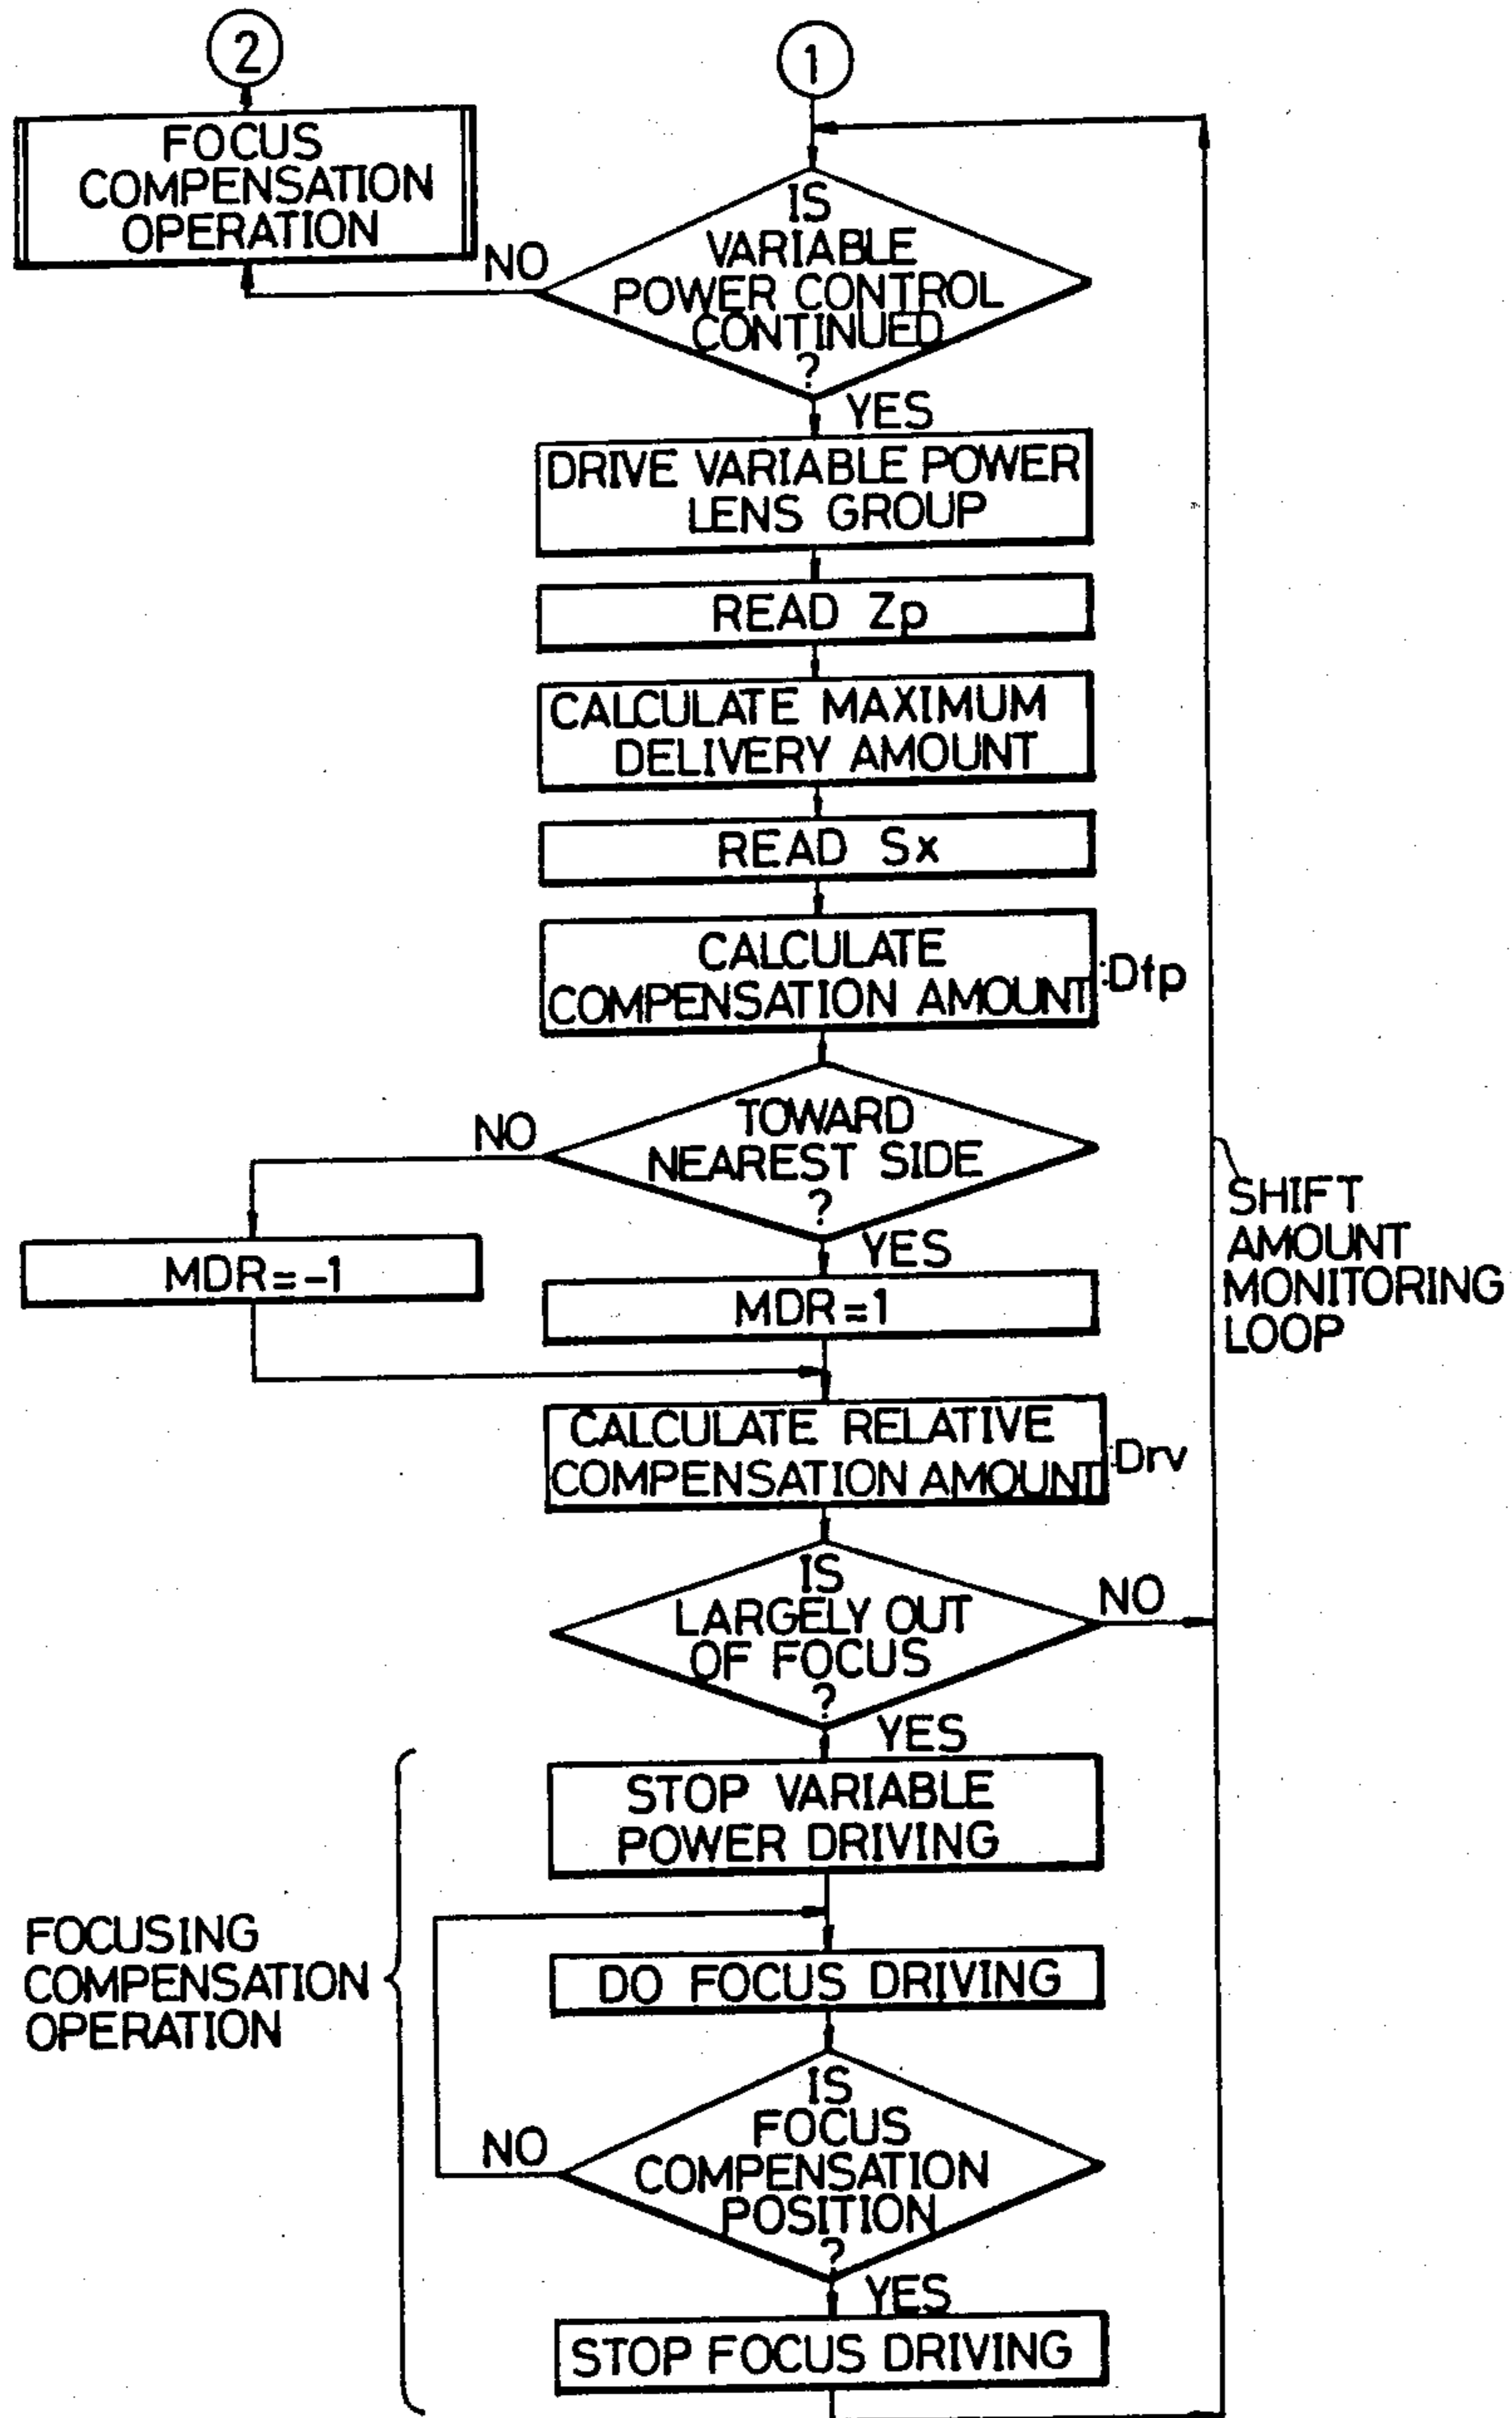 2
1
FOCUS
COMPENSATION
OPERATION
NO
IS
VARIABLE
POWER CONTROL
CONTINUED
?
YES
DRIVE VARIABLE POWER
LENS GROUP
READ Zp
CALCULATE MAXIMUM
DELIVERY AMOUNT
READ Sx
CALCULATE
COMPENSATION AMOUNT
:Dfp
TOWARD
NEAREST SIDE
?
NO
YES
MDR=-1
MDR=1
SHIFT
AMOUNT
MONITORING
LOOP
CALCULATE RELATIVE
COMPENSATION AMOUNT
:Drv
IS
LARGELY OUT
OF FOCUS
?
NO
YES
STOP VARIABLE
POWER DRIVING
FOCUSING
COMPENSATION
OPERATION
DO FOCUS DRIVING
IS
FOCUS
COMPENSATION
POSITION
?
NO
YES
STOP FOCUS DRIVING